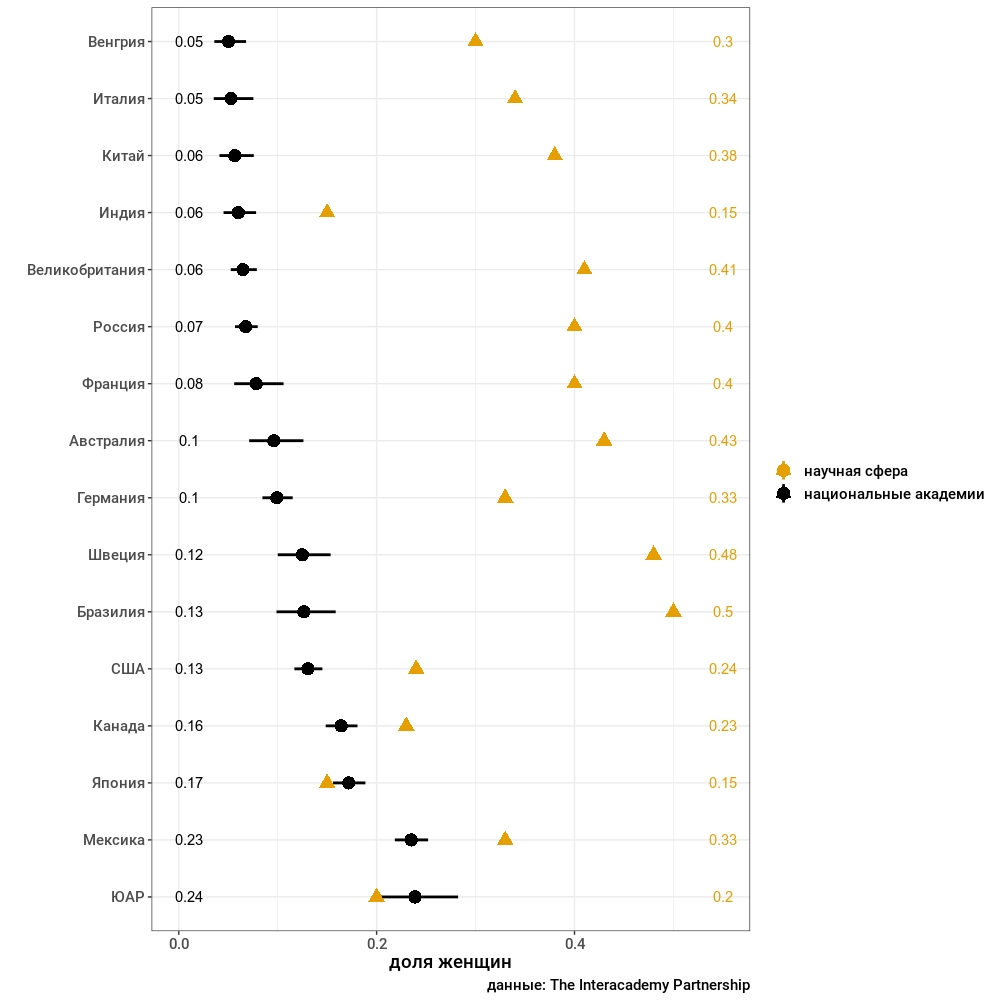 Венгрия 0.05 0.3
Италия 0.05 0.34
Китай 0.06 0.38
Индия 0.06 0.15
Великобритания 0.06 0.41
Россия 0.07 0.4
Франция 0.08 0.4
Австралия 0.1 0.43
научная сфера
национальные академии
Германия 0.1 0.33
Швеция 0.12 0.48
Бразилия 0.13 0.5
США 0.13 0.24
Канада 0.16 0.23
Япония 0.17 0.15
Мексика 0.23 0.33
ЮАР 0.24 0.2
0.0 0.2 0.4
доля женщин
данные: The Interacademy Partnership